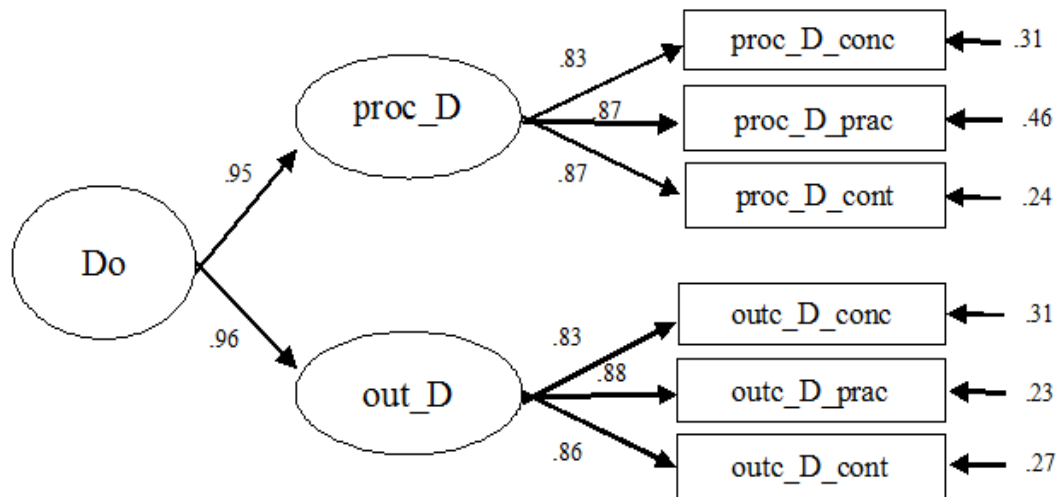 proc_D_conc
.31
.83
proc_D
.87
proc_D_prac
.46
.95
.87
proc_D_cont
.24
Do
.96
.83
outc_D_conc
.31
out_D
.88
outc_D_prac
.23
.86
outc_D_cont
.27